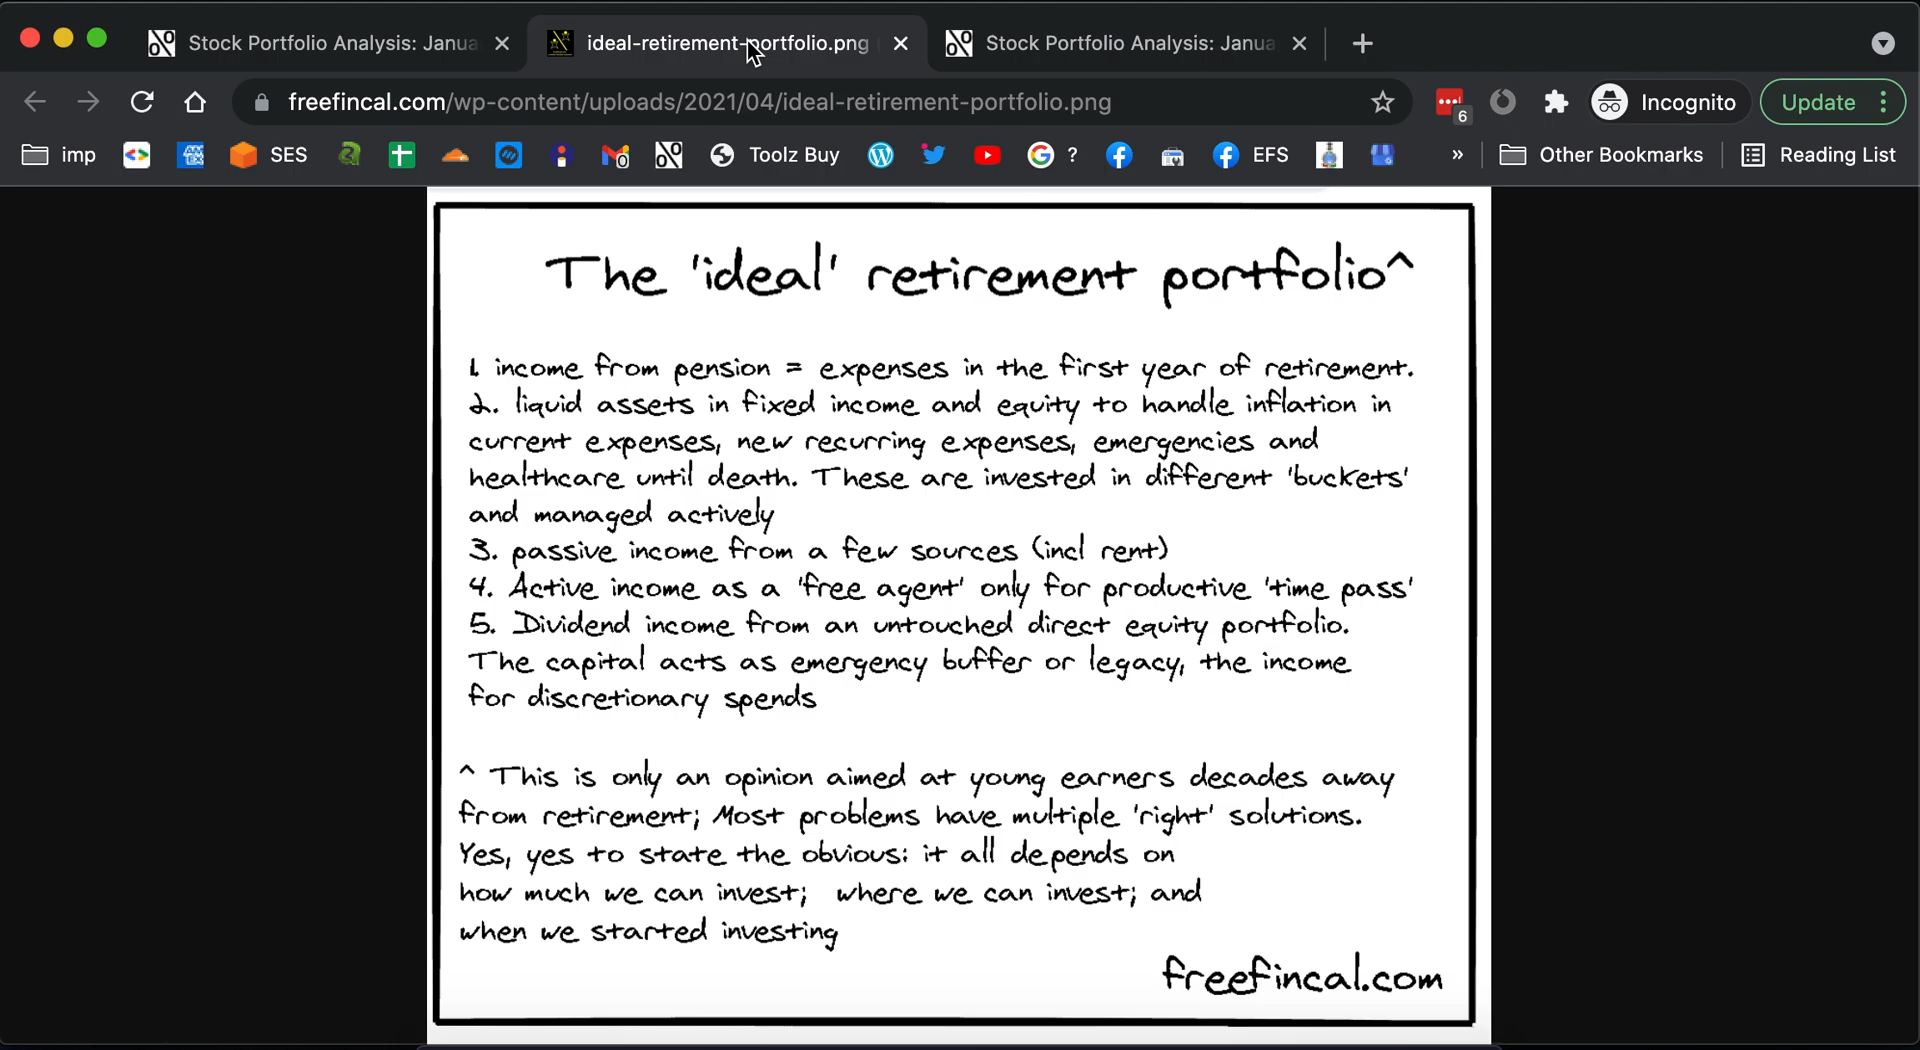 Stock Portfolio Analysis: Janua
ideal-retirement-portfolio.png
Stock Portfolio Analysis: Janua
freefincal.com/wp-content/uploads/2021/04/ideal-retirement-portfolio.png
6
Incognito
Update
imp
SES
0
Toolz Buy
?
EFS
»
Other Bookmarks
Reading List
The 'ideal' retirement portfolio^
1. income from pension = expenses in the first year of retirement.
2. liquid assets in fixed income and equity to handle inflation in
current expenses, new recurring expenses, emergencies and
healthcare until death. These are invested in different 'buckets'
and managed actively
3. passive income from a few sources (incl rent)
4. Active income as a 'free agent' only for productive 'time pass'
5. Dividend income from an untouched direct equity portfolio.
The capital acts as emergency buffer or legacy, the income
for discretionary spends
^ This is only an opinion aimed at young earners decades away
from retirement; Most problems have multiple 'right' solutions.
Yes, yes to state the obvious: it all depends on
how much we can invest; where we can invest; and
when we started investing
freefincal.com